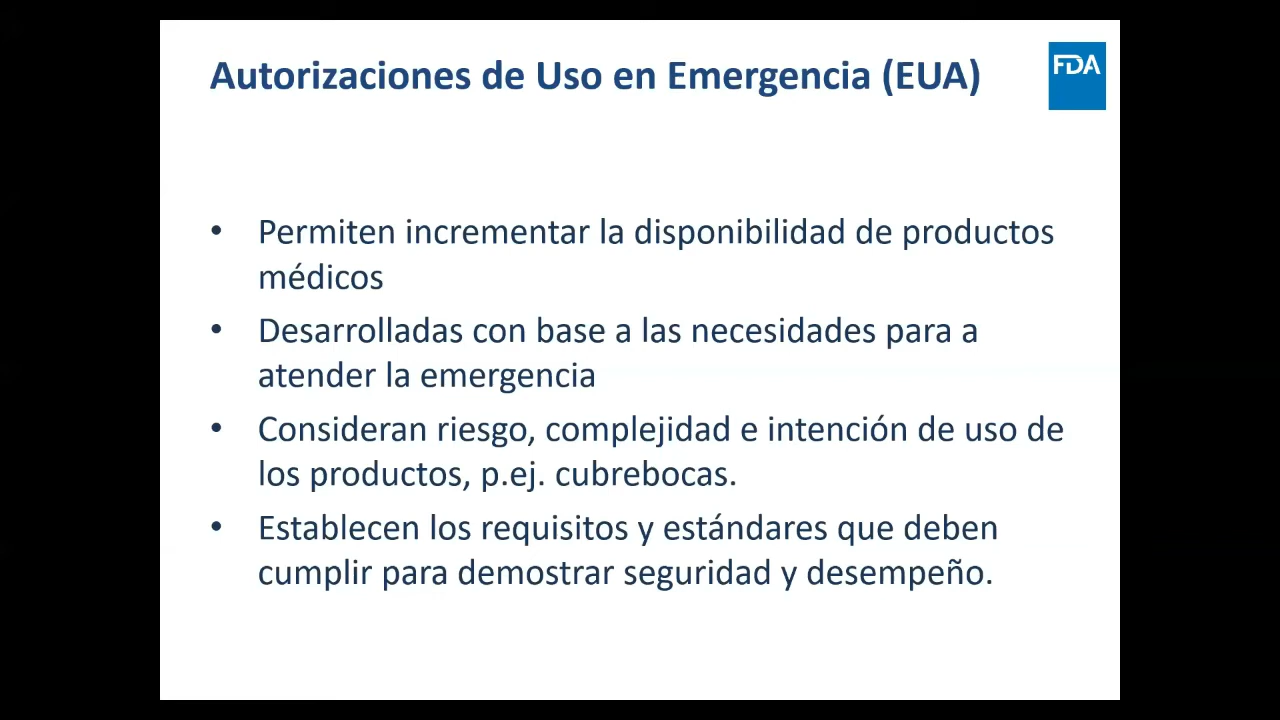 Autorizaciones de Uso en Emergencia (EUA)
FDA
• Permiten incrementar la disponibilidad de productos
médicos
• Desarrolladas con base a las necesidades para a
atender la emergencia
• Consideran riesgo, complejidad e intención de uso de
los productos, p.ej. cubrebocas.
• Establecen los requisitos y estándares que deben
cumplir para demostrar seguridad y desempeño.